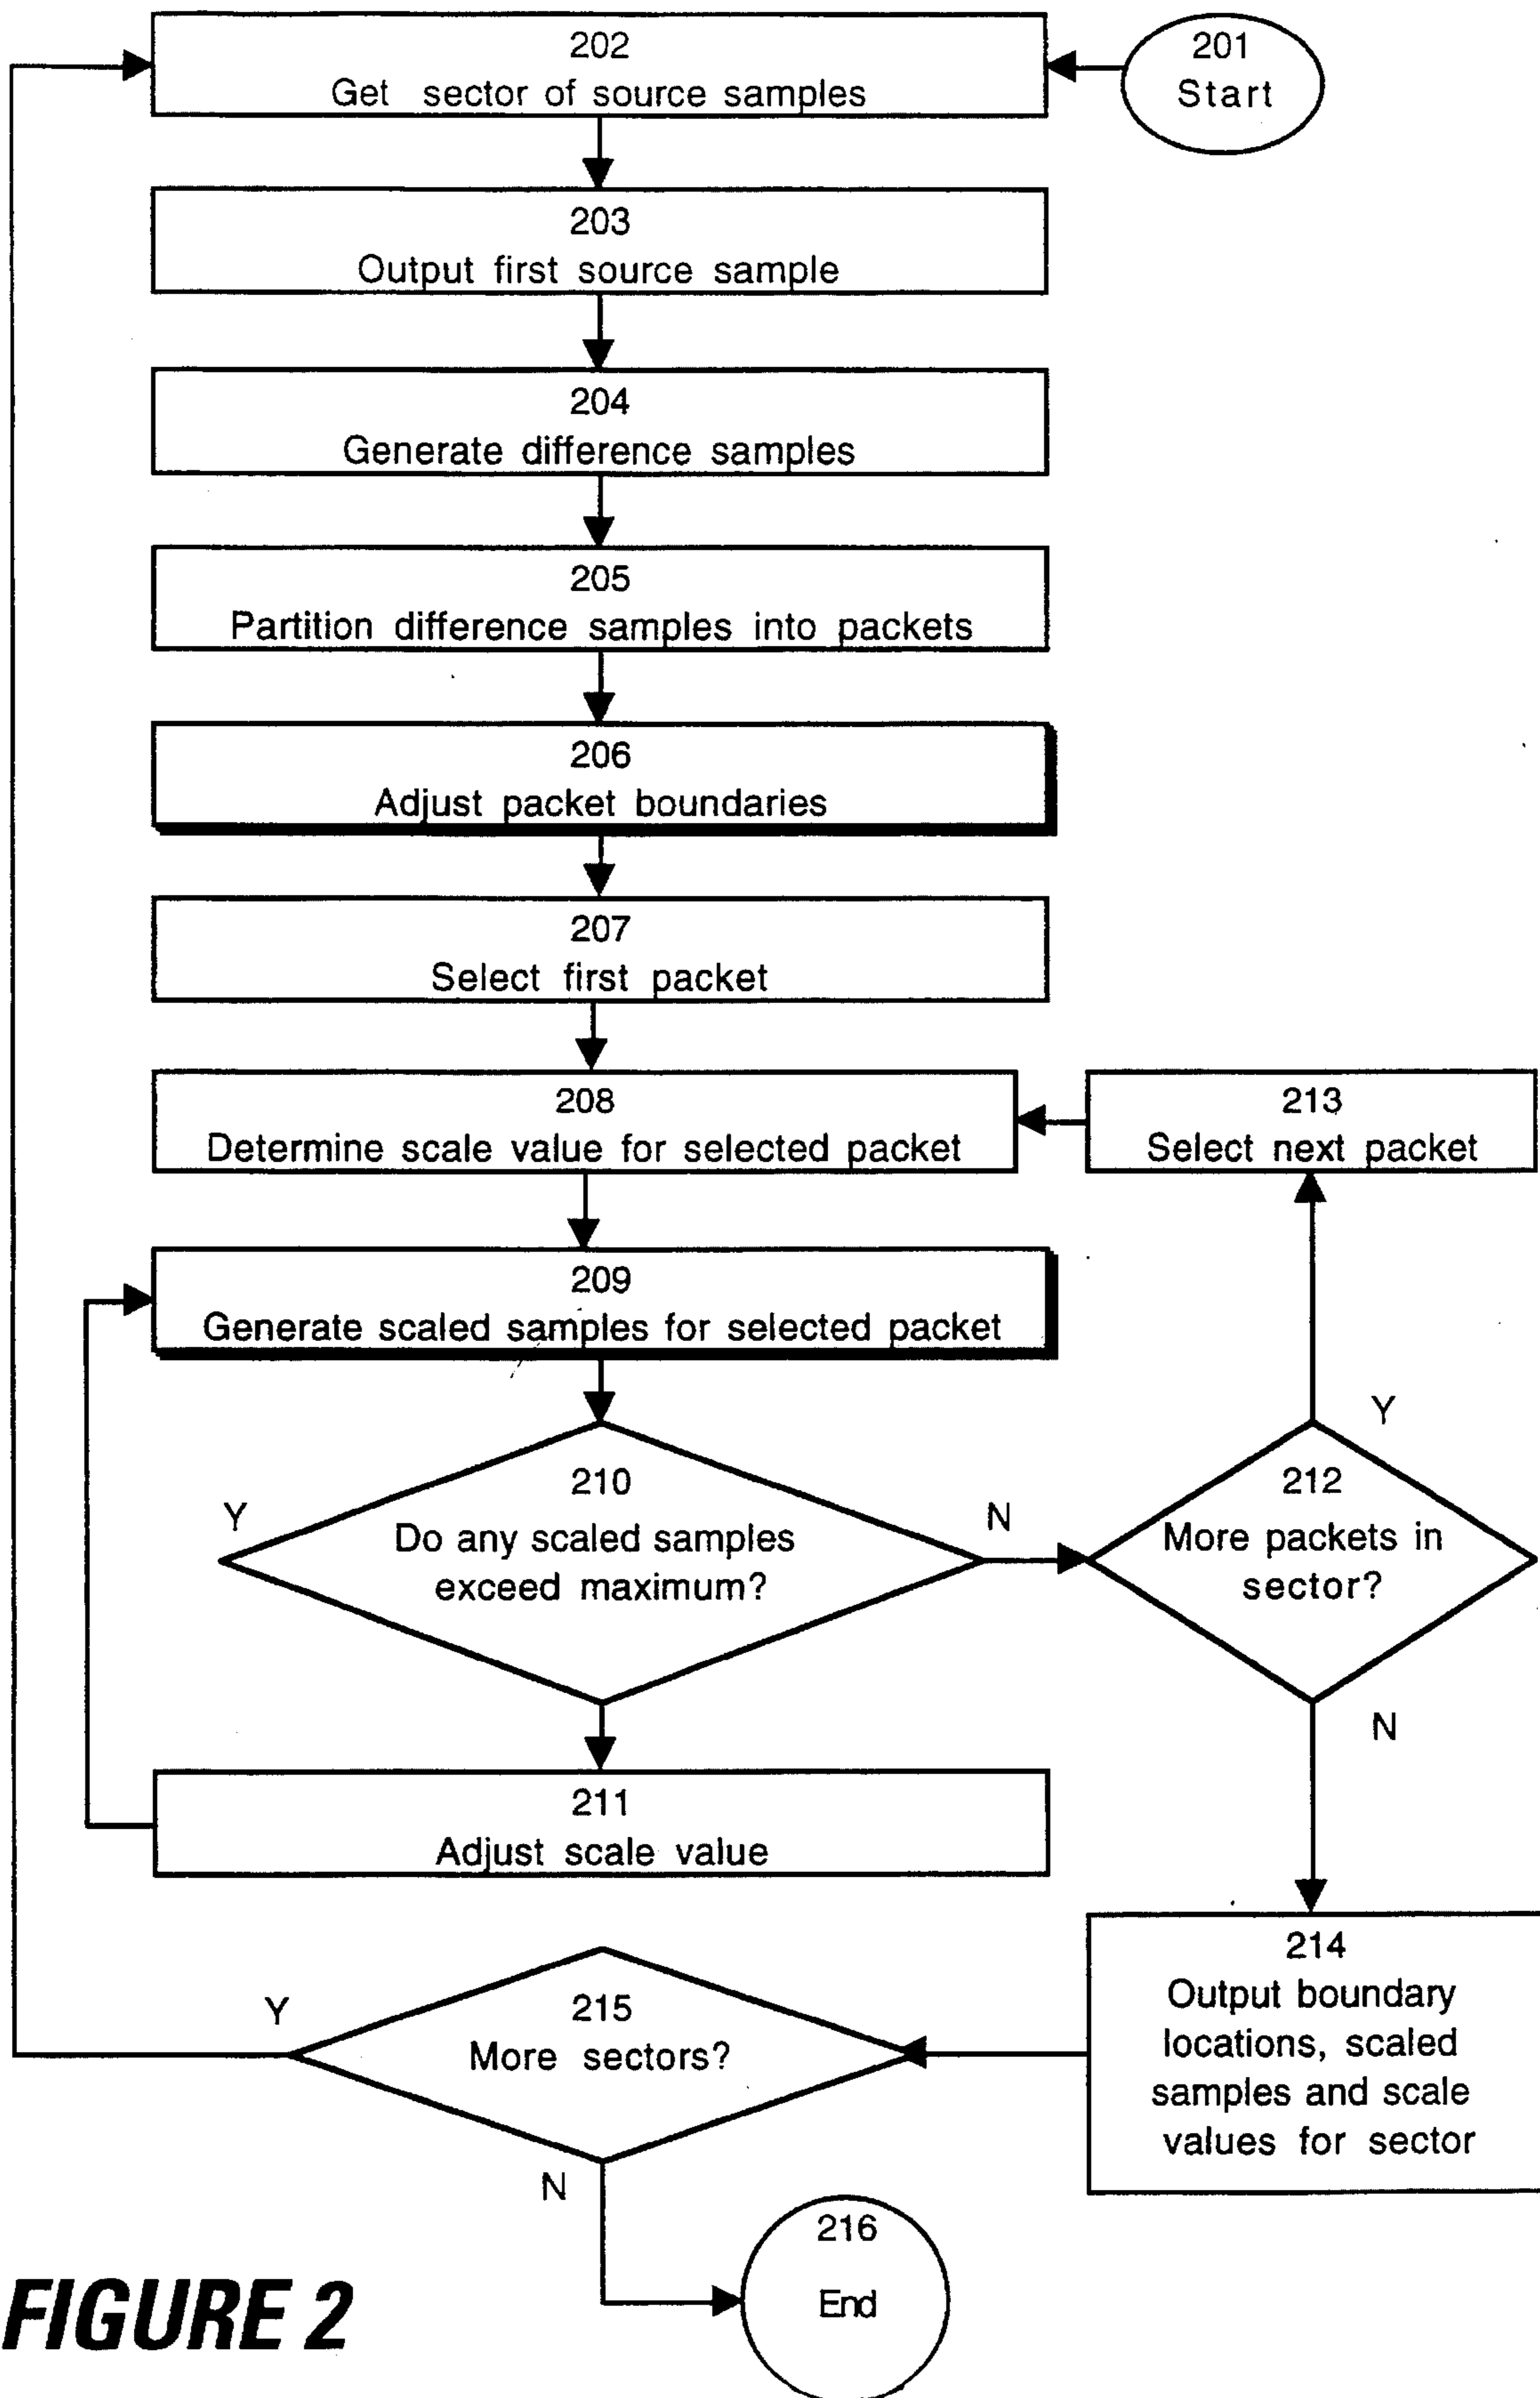 202
Get sector of source samples
201
Start
203
Output first source sample
204
Generate difference samples
205
Partition difference samples into packets
206
Adjust packet boundaries
207
Select first packet
208
Determine scale value for selected packet
213
Select next packet
209
Generate scaled samples for selected packet
210
Do any scaled samples
exceed maximum?
Y
N
212
More packets in
sector?
Y
N
211
Adjust scale value
214
Output boundary
locations, scaled
samples and scale
values for sector
215
More sectors?
Y
N
216
End
FIGURE 2